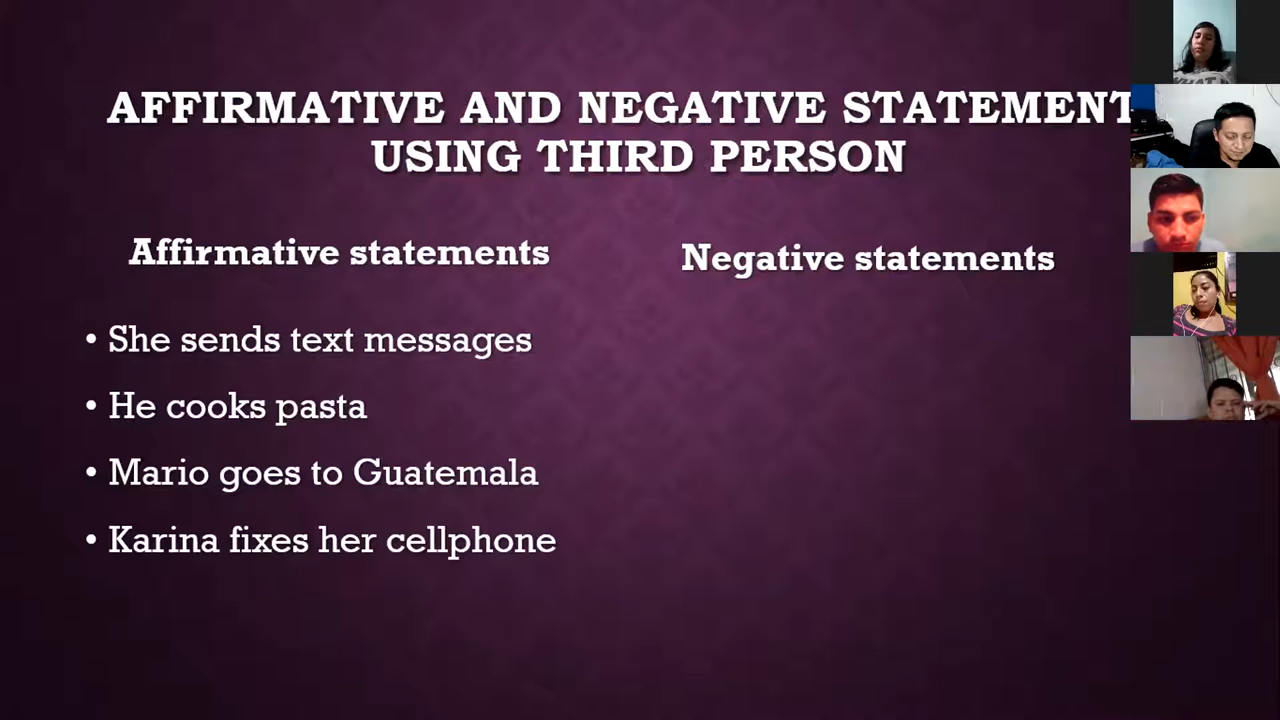 AFFIRMATIVE AND NEGATIVE STATEMENT
USING THIRD PERSON
Affirmative statements
• She sends text messages
• He cooks pasta
• Mario goes to Guatemala
• Karina fixes her cellphone
Negative statements